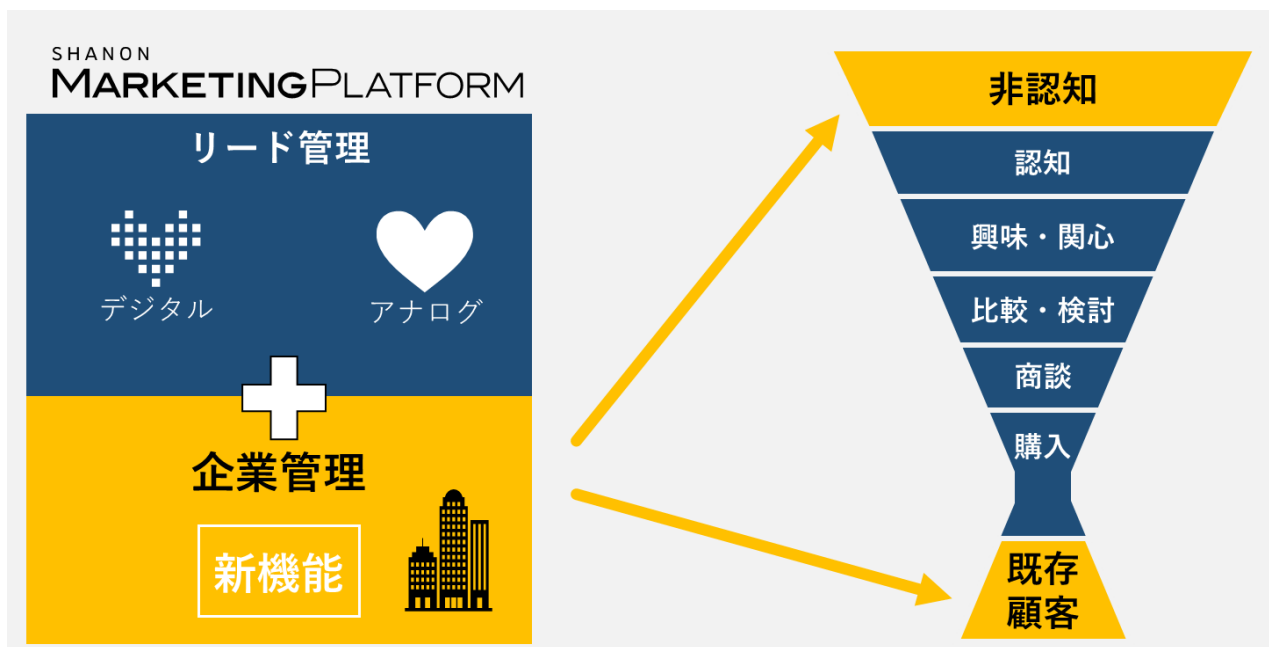 SHANON
MARKETINGPLATFORM
リード管理
デジタル
アナログ
企業管理
新機能
非認知
認知
興味・関心
比較・検討
商談
購入
既存
顧客